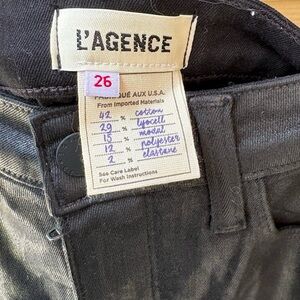 L'AGENCE
26
FABRIQUÉ AUX U.S.A.
From Imported Materials
42 % cotton
29 % lyocell
15 % modal
12 % polyester
2 % elastane
See Care Label
For Wash Instructions